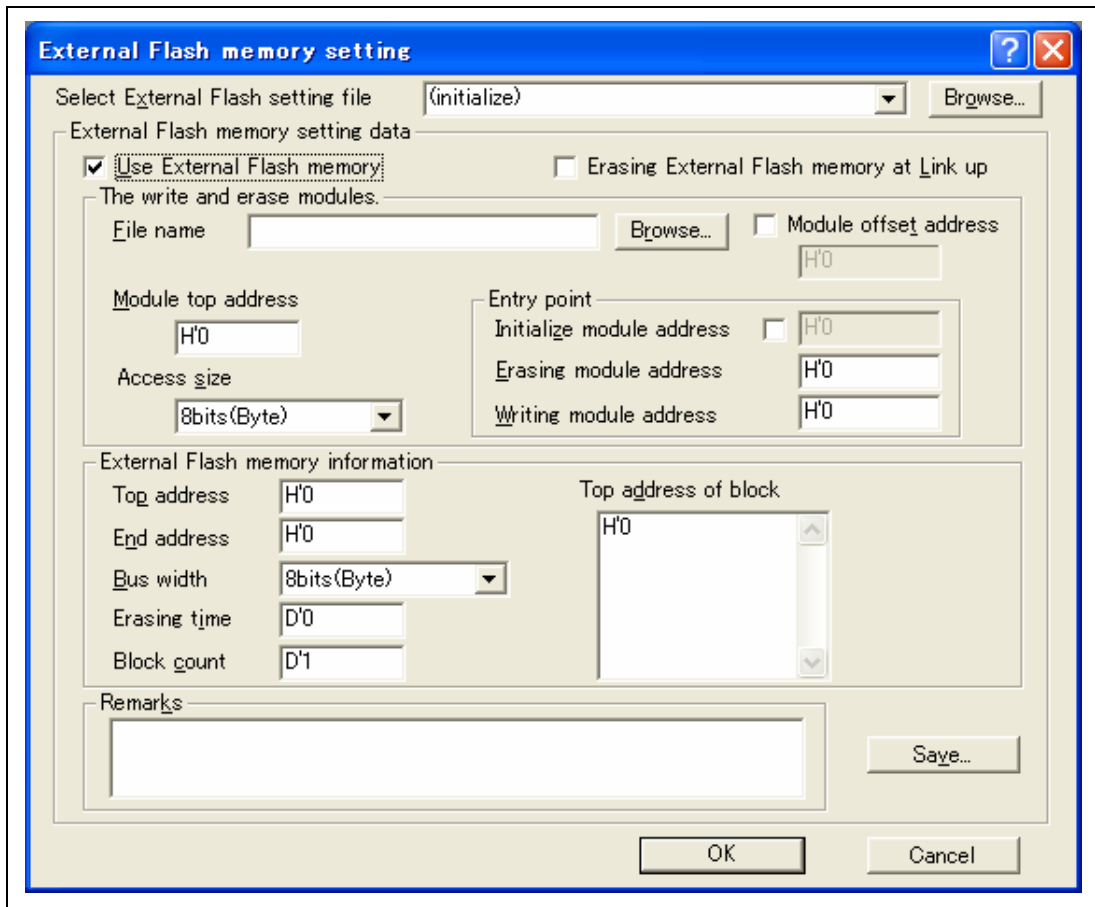 External Flash memory setting
Select External Flash setting file (initialize) Browse...
External Flash memory setting data
Use External Flash memory Erasing External Flash memory at Link up
The write and erase modules.
File name Browse... Module offset address
H'0
Module top address Entry point
H'0 Initialize module address H'0
Access size Erasing module address H'0
8bits(Byte) Writing module address H'0
External Flash memory information
Top address H'0 Top address of block
End address H'0 H'0
Bus width 8bits(Byte)
Erasing time D'0
Block count D'1
Remarks
Save...
OK Cancel